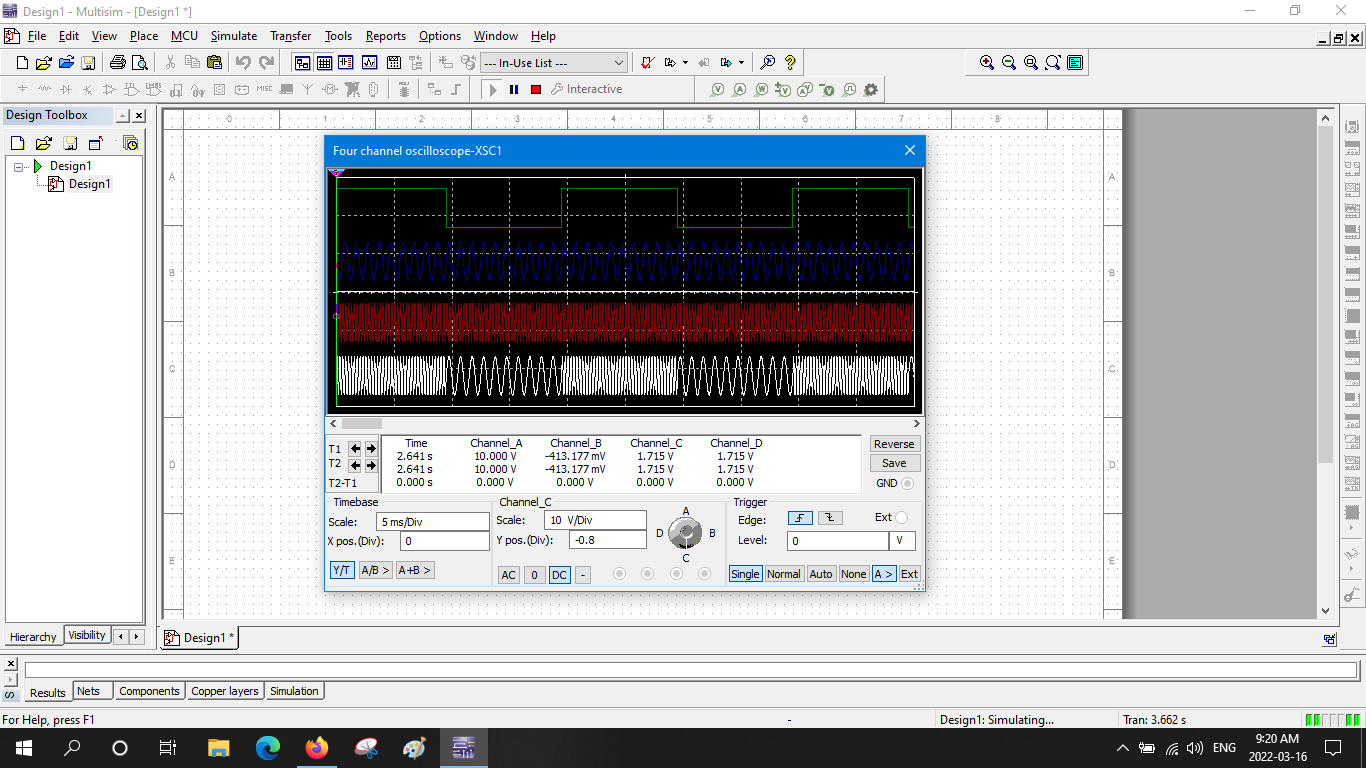 Design1 - Multisim - [Design1 *]
File Edit View Place MCU Simulate Transfer Tools Reports Options Window Help
--- In-Use List ---
MISC
Interactive
Design Toolbox
Design1
Design1
0 1 2 3 4 5 6 7 8
A A
B B
C C
D D
E E
Four channel oscilloscope-XSC1
T1
T2
T2-T1
Time Channel_A Channel_B Channel_C Channel_D
2.641 s 10.000 V -413.177 mV 1.715 V 1.715 V
2.641 s 10.000 V -413.177 mV 1.715 V 1.715 V
0.000 s 0.000 V 0.000 V 0.000 V 0.000 V
Reverse
Save
GND
Timebase
Scale: 5 ms/Div
X pos.(Div): 0
Y/T A/B > A+B >
Channel_C
Scale: 10 V/Div
Y pos.(Div): -0.8
AC 0 DC -
A
D B
C
Trigger
Edge: Ext
Level: 0 V
Single Normal Auto None A > Ext
Hierarchy Visibility
Design1 *
S
Results Nets Components Copper layers Simulation
For Help, press F1 - Design1: Simulating... Tran: 3.662 s
ENG
9:20 AM
2022-03-16